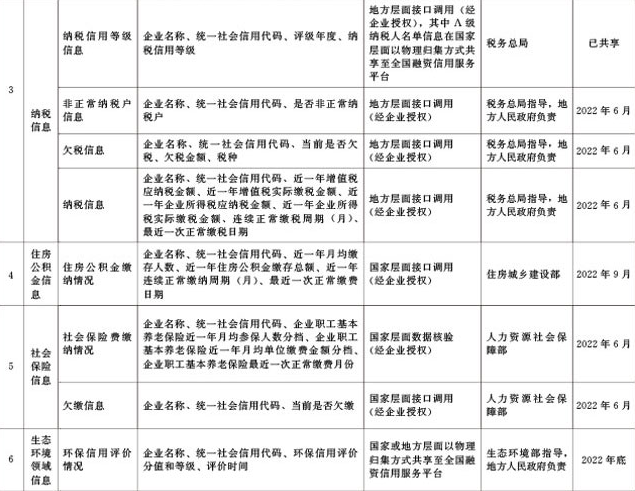 3
纳税
信息
纳税信用等级
信息
企业名称、统一社会信用代码、评级年度、纳
税信用等级
地方层面接口调用（经
企业授权），其中 A 级
纳税人名单信息在国家
层面以物理归集方式共
享至全国融资信用服务
平台
税务总局
已共享
非正常纳税户
信息
企业名称、统一社会信用代码、是否非正常纳
税户
地方层面接口调用
（经企业授权）
税务总局指导，地
方人民政府负责
2022 年 6 月
欠税信息
企业名称、统一社会信用代码、当前是否欠
税、欠税金额、税种
地方层面接口调用
（经企业授权）
税务总局指导，地
方人民政府负责
2022 年 6 月
纳税信息
企业名称、统一社会信用代码、近一年增值税
应纳税金额、近一年增值税实际缴税金额、近
一年企业所得税应纳税金额、近一年企业所得
税实际缴税金额、连续正常缴税周期（月）、
最近一次正常缴税日期
地方层面接口调用
（经企业授权）
税务总局指导，地
方人民政府负责
2022 年 6 月
4
住房
公积
金信
息
住房公积金缴
纳情况
企业名称、统一社会信用代码、近一年月均缴
存人数、近一年住房公积金缴存总额、近一年
连续正常缴纳周期（月）、最近一次正常缴费
日期
国家层面接口调用
（经企业授权）
住房城乡建设部
2022 年 9 月
5
社会
保险
信息
社会保险费缴
纳情况
企业名称、统一社会信用代码、企业职工基本
养老保险近一年月均参保人数分档、企业职工
基本养老保险近一年月均单位缴费金额分档、
企业职工基本养老保险最近一次正常缴费月份
国家层面数据核验
（经企业授权）
人力资源社会保
障部
2022 年 6 月
欠缴信息
企业名称、统一社会信用代码、当前是否欠缴
国家层面接口调用
（经企业授权）
人力资源社会保
障部
2022 年 6 月
6
生态
环境
领域
信息
环保信用评价
情况
企业名称、统一社会信用代码、环保信用评价
分值和等级、评价时间
国家或地方层面以物理
归集方式共享至全国融
资信用服务平台
生态环境部指导，
地方人民政府负责
2022 年底